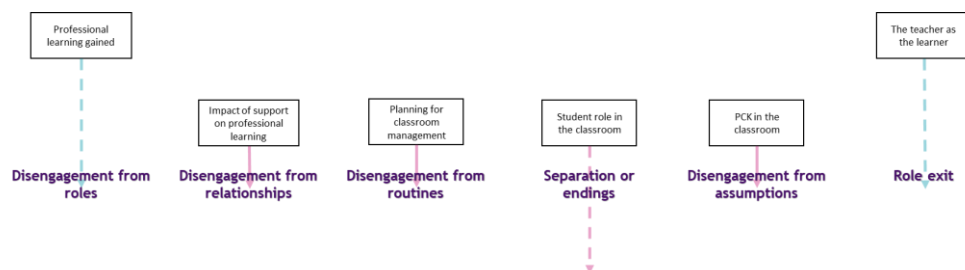 Professional
learning gained
The teacher as
the learner
Impact of support
on professional
learning
Planning for
classroom
management
Student role in
the classroom
PCK in the
classroom
Disengagement from
roles
Disengagement from
relationships
Disengagement from
routines
Separation or
endings
Disengagement from
assumptions
Role exit